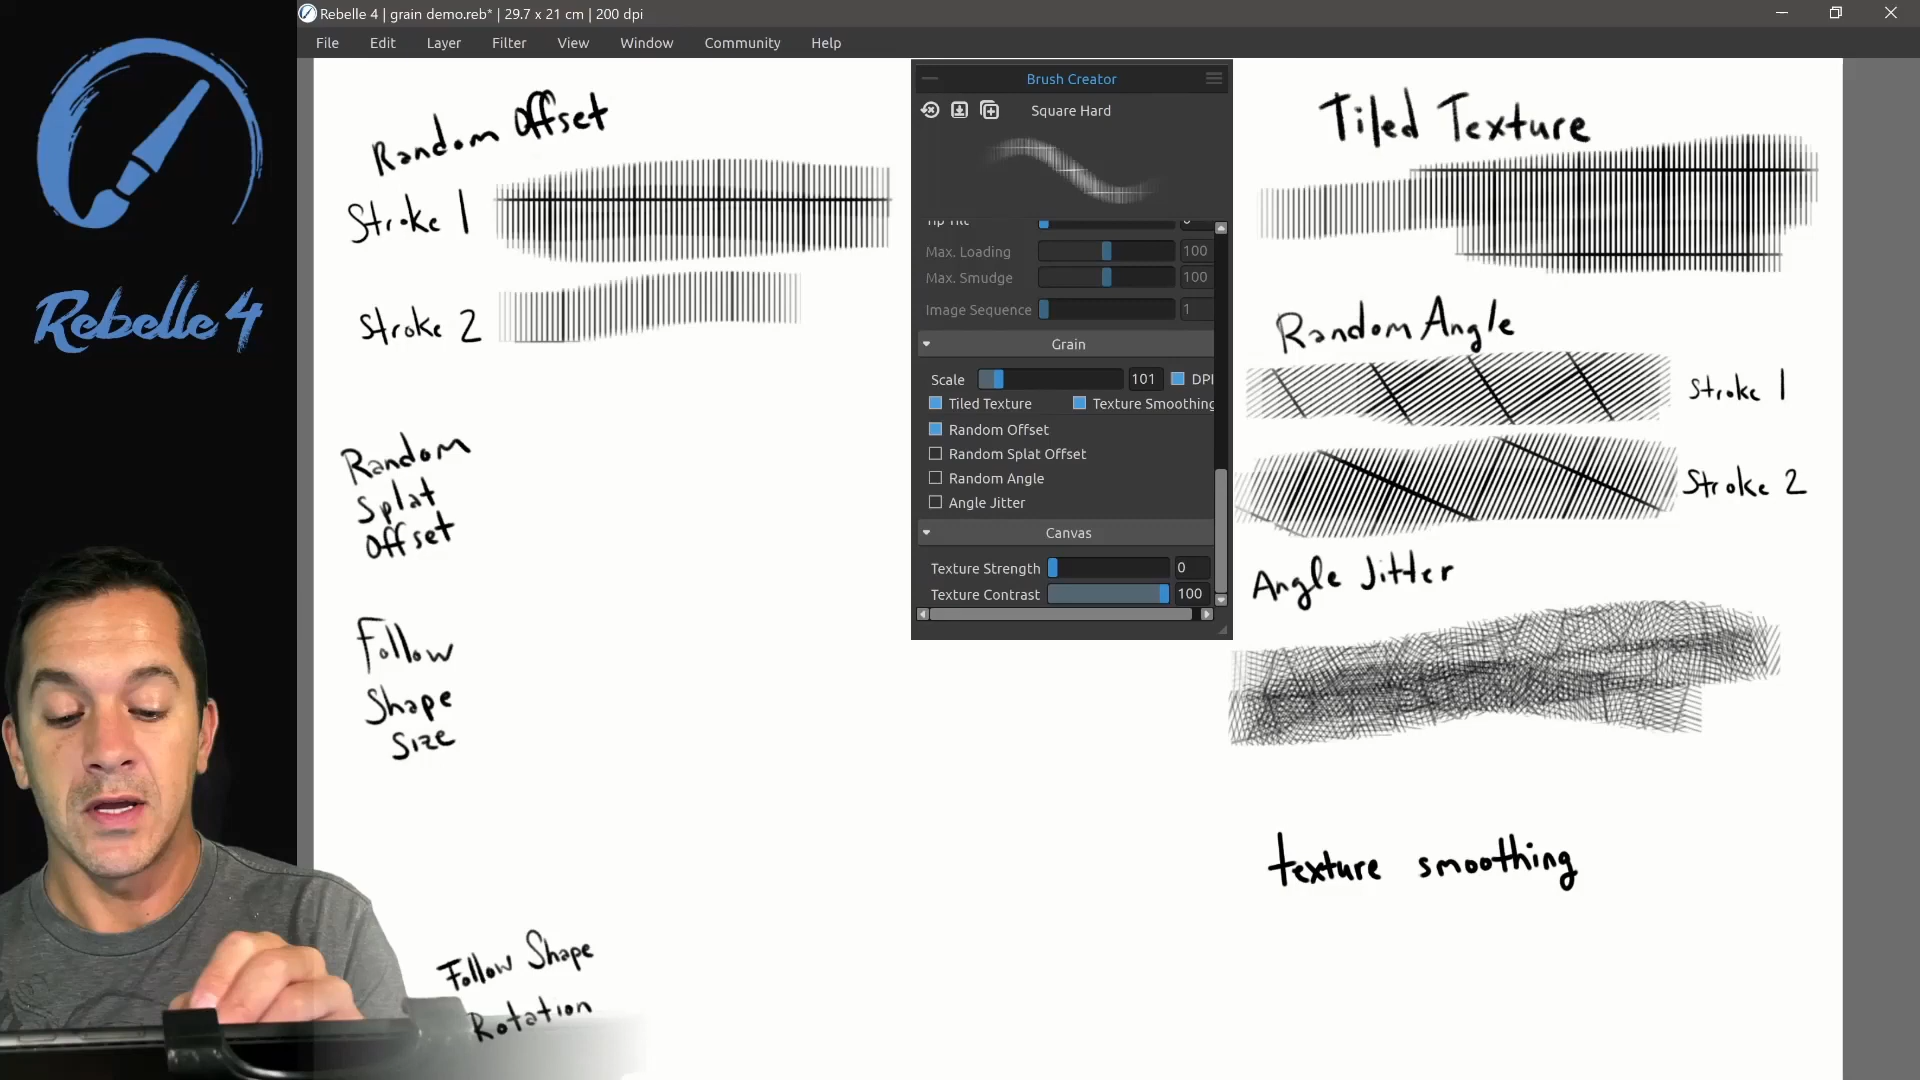 Rebelle 4 | grain demo.reb* | 29.7 x 21 cm | 200 dpi
File Edit Layer Filter View Window Community Help
Rebelle 4
Random Offset
Stroke 1
Stroke 2
Random
Splat
Offset
Follow
Shape
Size
Follow Shape
Rotation
Brush Creator
Square Hard
Tip Tilt 0
Max. Loading 100
Max. Smudge 100
Image Sequence 1
Grain
Scale 101 DPI
Tiled Texture Texture Smoothing
Random Offset
Random Splat Offset
Random Angle
Angle Jitter
Canvas
Texture Strength 0
Texture Contrast 100
Tiled Texture
Random Angle
Stroke 1
Stroke 2
Angle Jitter
texture smoothing